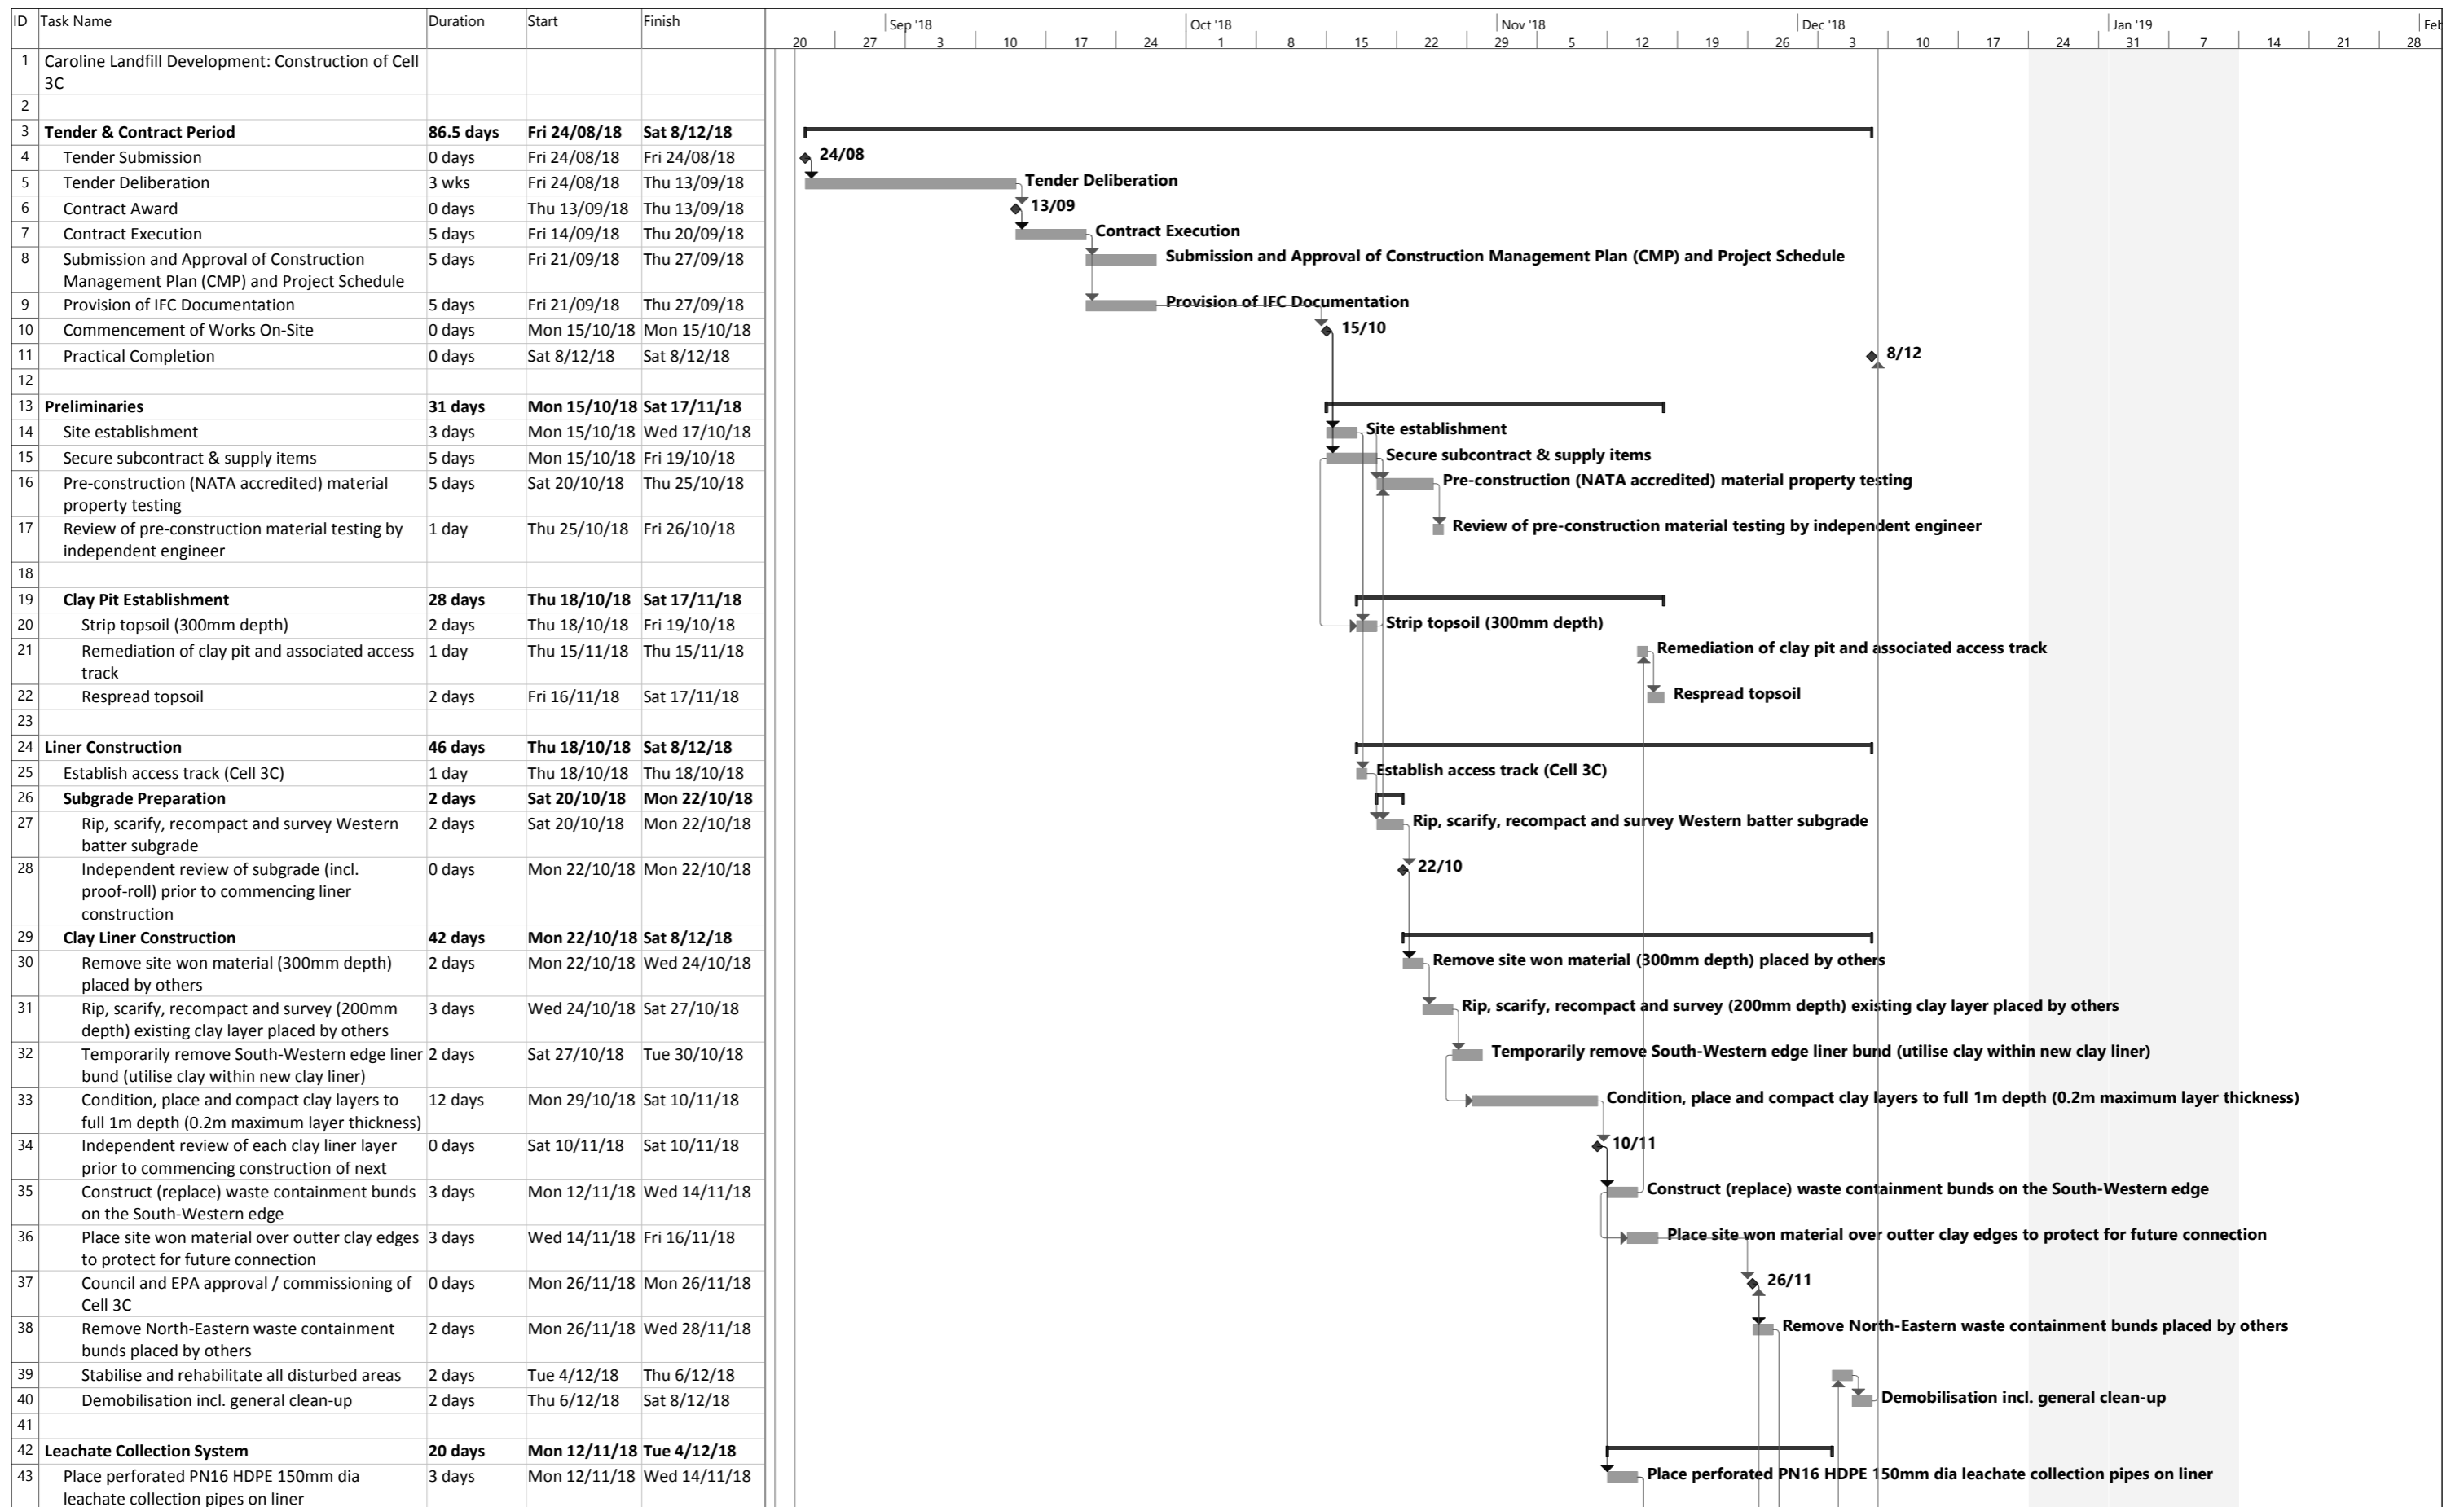 ID Task Name Duration Start Finish
Sep '18 Oct '18 Nov '18 Dec '18 Jan '19 Feb
20 27 3 10 17 24 1 8 15 22 29 5 12 19 26 3 10 17 24 31 7 14 21 28
1 Caroline Landfill Development: Construction of Cell
3C
2
3 Tender & Contract Period 86.5 days Fri 24/08/18 Sat 8/12/18
4 Tender Submission 0 days Fri 24/08/18 Fri 24/08/18 24/08
5 Tender Deliberation 3 wks Fri 24/08/18 Thu 13/09/18 Tender Deliberation
6 Contract Award 0 days Thu 13/09/18 Thu 13/09/18 13/09
7 Contract Execution 5 days Fri 14/09/18 Thu 20/09/18 Contract Execution
8 Submission and Approval of Construction 5 days Fri 21/09/18 Thu 27/09/18 Submission and Approval of Construction Management Plan (CMP) and Project Schedule
Management Plan (CMP) and Project Schedule
9 Provision of IFC Documentation 5 days Fri 21/09/18 Thu 27/09/18 Provision of IFC Documentation
10 Commencement of Works On-Site 0 days Mon 15/10/18 Mon 15/10/18 15/10
11 Practical Completion 0 days Sat 8/12/18 Sat 8/12/18 8/12
12
13 Preliminaries 31 days Mon 15/10/18 Sat 17/11/18
14 Site establishment 3 days Mon 15/10/18 Wed 17/10/18 Site establishment
15 Secure subcontract & supply items 5 days Mon 15/10/18 Fri 19/10/18 Secure subcontract & supply items
16 Pre-construction (NATA accredited) material 5 days Sat 20/10/18 Thu 25/10/18 Pre-construction (NATA accredited) material property testing
property testing
17 Review of pre-construction material testing by 1 day Thu 25/10/18 Fri 26/10/18 Review of pre-construction material testing by independent engineer
independent engineer
18
19 Clay Pit Establishment 28 days Thu 18/10/18 Sat 17/11/18
20 Strip topsoil (300mm depth) 2 days Thu 18/10/18 Fri 19/10/18 Strip topsoil (300mm depth)
21 Remediation of clay pit and associated access 1 day Thu 15/11/18 Thu 15/11/18 Remediation of clay pit and associated access track
track
22 Respread topsoil 2 days Fri 16/11/18 Sat 17/11/18 Respread topsoil
23
24 Liner Construction 46 days Thu 18/10/18 Sat 8/12/18
25 Establish access track (Cell 3C) 1 day Thu 18/10/18 Thu 18/10/18 Establish access track (Cell 3C)
26 Subgrade Preparation 2 days Sat 20/10/18 Mon 22/10/18
27 Rip, scarify, recompact and survey Western 2 days Sat 20/10/18 Mon 22/10/18 Rip, scarify, recompact and survey Western batter subgrade
batter subgrade
28 Independent review of subgrade (incl. 0 days Mon 22/10/18 Mon 22/10/18 22/10
proof-roll) prior to commencing liner
construction
29 Clay Liner Construction 42 days Mon 22/10/18 Sat 8/12/18
30 Remove site won material (300mm depth) 2 days Mon 22/10/18 Wed 24/10/18 Remove site won material (300mm depth) placed by others
placed by others
31 Rip, scarify, recompact and survey (200mm 3 days Wed 24/10/18 Sat 27/10/18 Rip, scarify, recompact and survey (200mm depth) existing clay layer placed by others
depth) existing clay layer placed by others
32 Temporarily remove South-Western edge liner 2 days Sat 27/10/18 Tue 30/10/18 Temporarily remove South-Western edge liner bund (utilise clay within new clay liner)
bund (utilise clay within new clay liner)
33 Condition, place and compact clay layers to 12 days Mon 29/10/18 Sat 10/11/18 Condition, place and compact clay layers to full 1m depth (0.2m maximum layer thickness)
full 1m depth (0.2m maximum layer thickness)
34 Independent review of each clay liner layer 0 days Sat 10/11/18 Sat 10/11/18 10/11
prior to commencing construction of next
35 Construct (replace) waste containment bunds 3 days Mon 12/11/18 Wed 14/11/18 Construct (replace) waste containment bunds on the South-Western edge
on the South-Western edge
36 Place site won material over outter clay edges 3 days Wed 14/11/18 Fri 16/11/18 Place site won material over outter clay edges to protect for future connection
to protect for future connection
37 Council and EPA approval / commissioning of 0 days Mon 26/11/18 Mon 26/11/18 26/11
Cell 3C
38 Remove North-Eastern waste containment 2 days Mon 26/11/18 Wed 28/11/18 Remove North-Eastern waste containment bunds placed by others
bunds placed by others
39 Stabilise and rehabilitate all disturbed areas 2 days Tue 4/12/18 Thu 6/12/18
40 Demobilisation incl. general clean-up 2 days Thu 6/12/18 Sat 8/12/18 Demobilisation incl. general clean-up
41
42 Leachate Collection System 20 days Mon 12/11/18 Tue 4/12/18
43 Place perforated PN16 HDPE 150mm dia 3 days Mon 12/11/18 Wed 14/11/18 Place perforated PN16 HDPE 150mm dia leachate collection pipes on liner
leachate collection pipes on liner